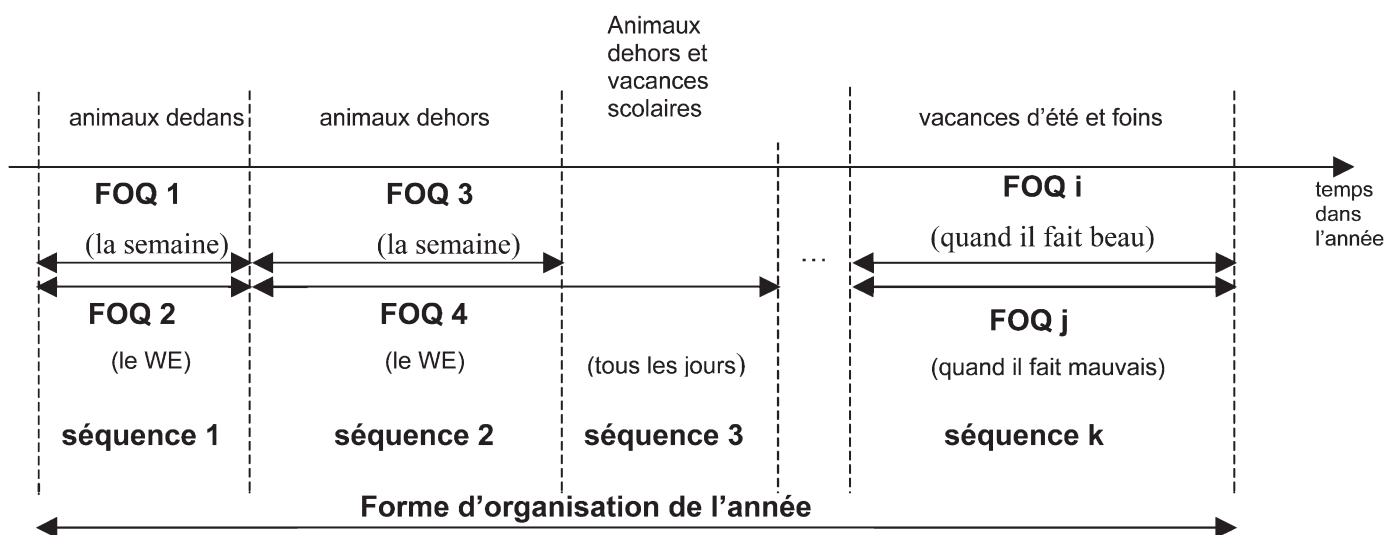 Animaux
dehors et
vacances
scolaires
animaux dedans
animaux dehors
vacances d'été et foins
FOQ 1
FOQ 3
FOQ i
temps
dans
l'année
(la semaine)
(la semaine)
(quand il fait beau)
...
FOQ 2
FOQ 4
FOQ j
(le WE)
(le WE)
(tous les jours)
(quand il fait mauvais)
séquence 1
séquence 2
séquence 3
séquence k
Forme d'organisation de l'année